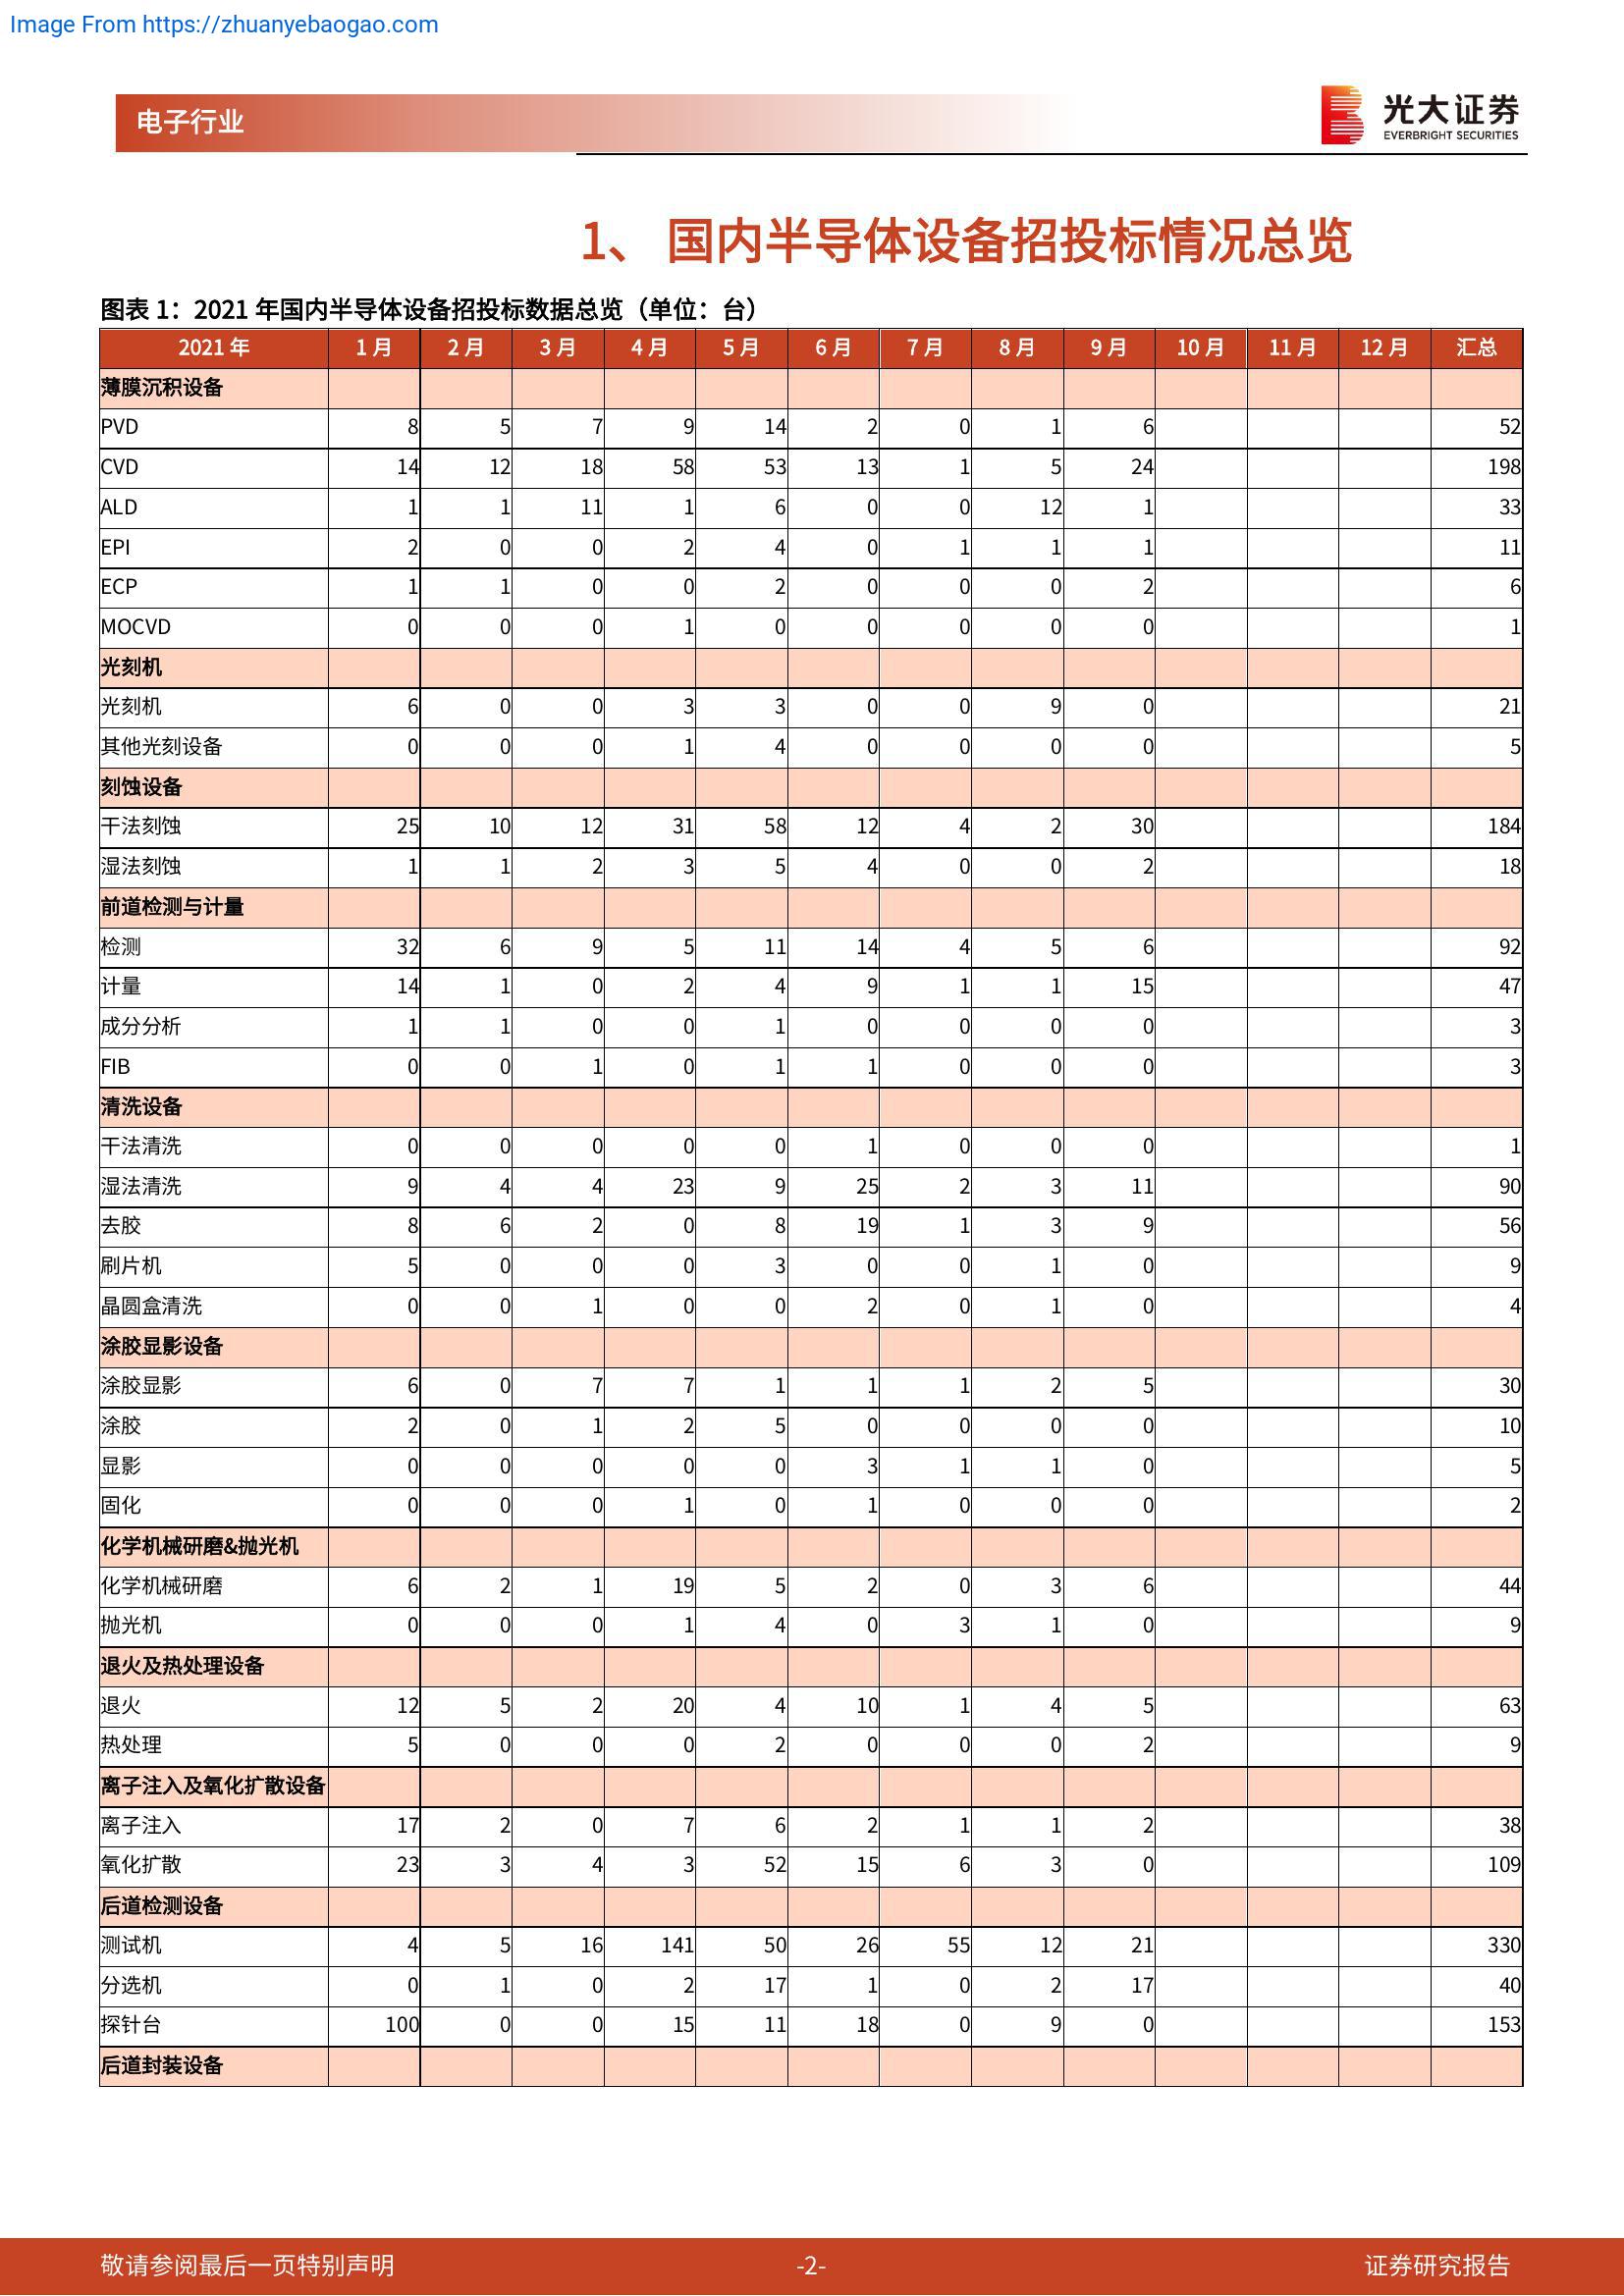 Image From https://zhuanyebaogao.com
电子行业
光大证券
EVERBRIGHT SECURITIES
1、 国内半导体设备招投标情况总览
图表 1：2021 年国内半导体设备招投标数据总览（单位：台）
2021 年 1 月 2 月 3 月 4 月 5 月 6 月 7 月 8 月 9 月 10 月 11 月 12 月 汇总
薄膜沉积设备
PVD 8 5 7 9 14 2 0 1 6 52
CVD 14 12 18 58 53 13 1 5 24 198
ALD 1 1 11 1 6 0 0 12 1 33
EPI 2 0 0 2 4 0 1 1 1 11
ECP 1 1 0 0 2 0 0 0 2 6
MOCVD 0 0 0 1 0 0 0 0 0 1
光刻机
光刻机 6 0 0 3 3 0 0 9 0 21
其他光刻设备 0 0 0 1 4 0 0 0 0 5
刻蚀设备
干法刻蚀 25 10 12 31 58 12 4 2 30 184
湿法刻蚀 1 1 2 3 5 4 0 0 2 18
前道检测与计量
检测 32 6 9 5 11 14 4 5 6 92
计量 14 1 0 2 4 9 1 1 15 47
成分分析 1 1 0 0 1 0 0 0 0 3
FIB 0 0 1 0 1 1 0 0 0 3
清洗设备
干法清洗 0 0 0 0 0 1 0 0 0 1
湿法清洗 9 4 4 23 9 25 2 3 11 90
去胶 8 6 2 0 8 19 1 3 9 56
刷片机 5 0 0 0 3 0 0 1 0 9
晶圆盒清洗 0 0 1 0 0 2 0 1 0 4
涂胶显影设备
涂胶显影 6 0 7 7 1 1 1 2 5 30
涂胶 2 0 1 2 5 0 0 0 0 10
显影 0 0 0 0 0 3 1 1 0 5
固化 0 0 0 1 0 1 0 0 0 2
化学机械研磨&抛光机
化学机械研磨 6 2 1 19 5 2 0 3 6 44
抛光机 0 0 0 1 4 0 3 1 0 9
退火及热处理设备
退火 12 5 2 20 4 10 1 4 5 63
热处理 5 0 0 0 2 0 0 0 2 9
离子注入及氧化扩散设备
离子注入 17 2 0 7 6 2 1 1 2 38
氧化扩散 23 3 4 3 52 15 6 3 0 109
后道检测设备
测试机 4 5 16 141 50 26 55 12 21 330
分选机 0 1 0 2 17 1 0 2 17 40
探针台 100 0 0 15 11 18 0 9 0 153
后道封装设备
敬请参阅最后一页特别声明 -2- 证券研究报告